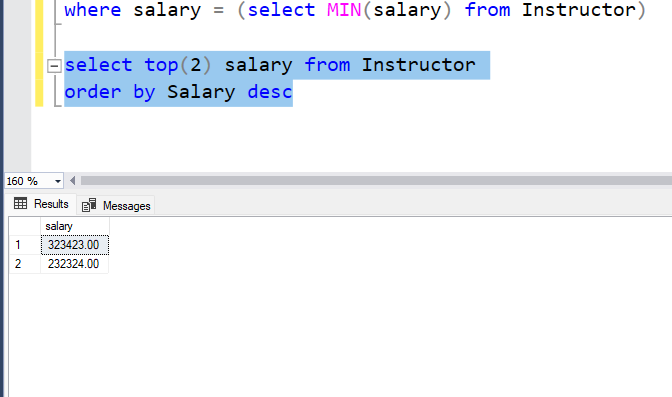 where salary = (select MIN(salary) from Instructor)
select top(2) salary from Instructor
order by Salary desc
160 %
Results Messages
salary
1 323423.00
2 232324.00